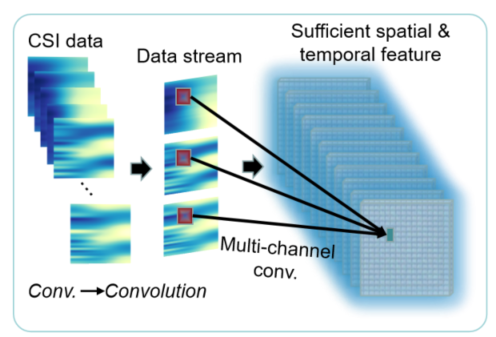 CSI data
Data stream
Sufficient spatial &
temporal feature
Multi-channel
conv.
Conv. →Convolution